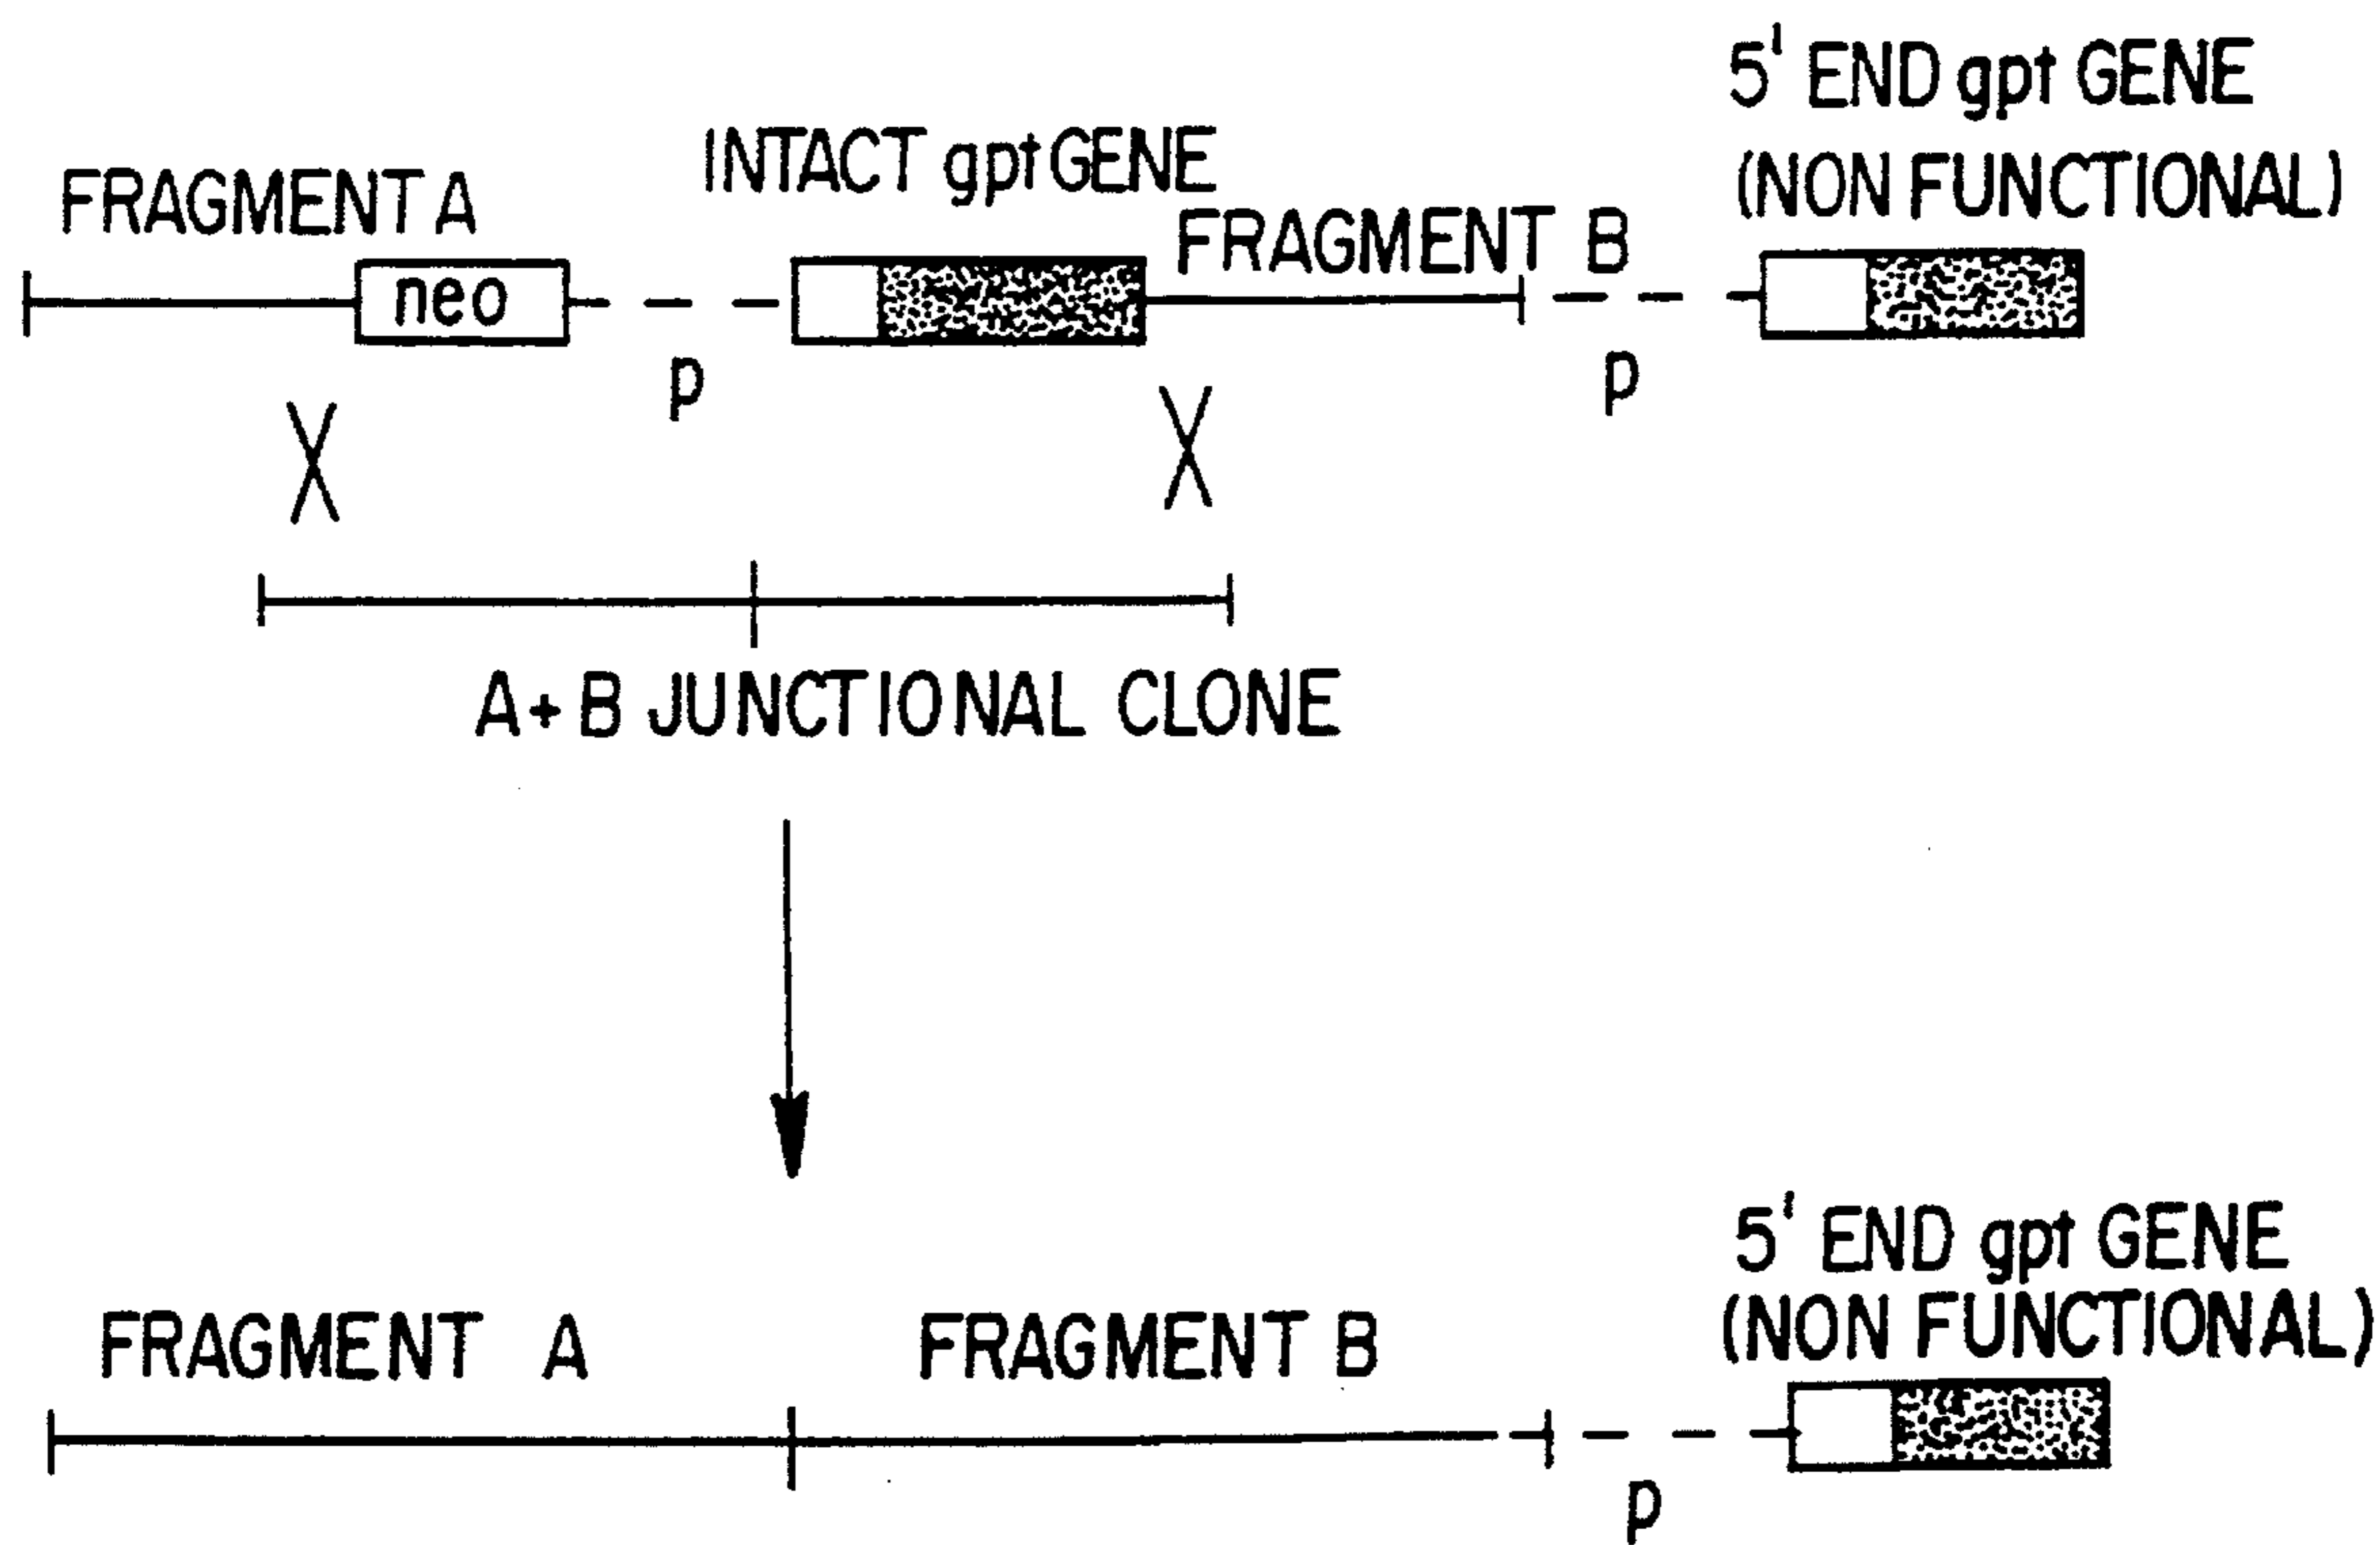 5' END gpt GENE
(NON FUNCTIONAL)
INTACT gpt GENE
FRAGMENT A
FRAGMENT B
neo
p
p
A+B JUNCTIONAL CLONE
5' END gpt GENE
(NON FUNCTIONAL)
FRAGMENT A
FRAGMENT B
p